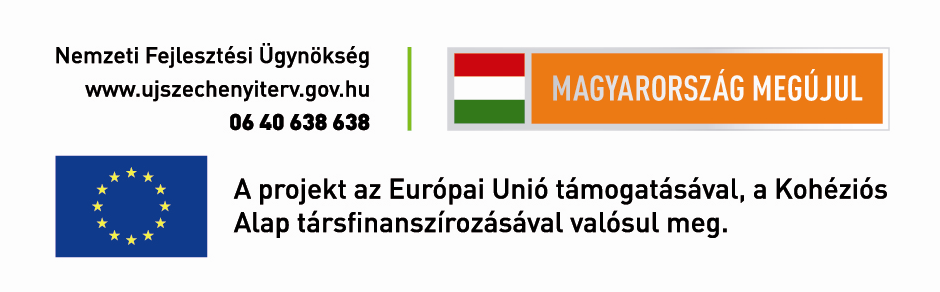 Nemzeti Fejlesztési Ügynökség
www.ujszechenyiterv.gov.hu
06 40 638 638
MAGYARORSZÁG MEGÚJUL
A projekt az Európai Unió támogatásával, a Kohéziós
Alap társfinanszírozásával valósul meg.